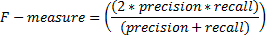 F − measure = ((2 * precision * recall) / (precision + recall))